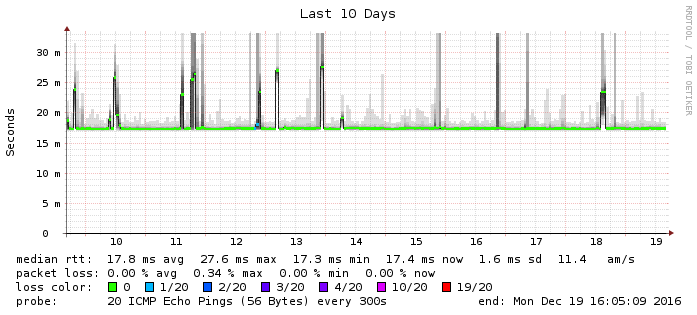 Last 10 Days
RRDTOOL / TOBI OETIKER
Seconds
30 m
25 m
20 m
15 m
10 m
5 m
0
10 11 12 13 14 15 16 17 18 19
median rtt: 17.8 ms avg 27.6 ms max 17.3 ms min 17.4 ms now 1.6 ms sd 11.4 am/s
packet loss: 0.00 % avg 0.34 % max 0.00 % min 0.00 % now
loss color: 0 1/20 2/20 3/20 4/20 10/20 19/20
probe: 20 ICMP Echo Pings (56 Bytes) every 300s end: Mon Dec 19 16:05:09 2016